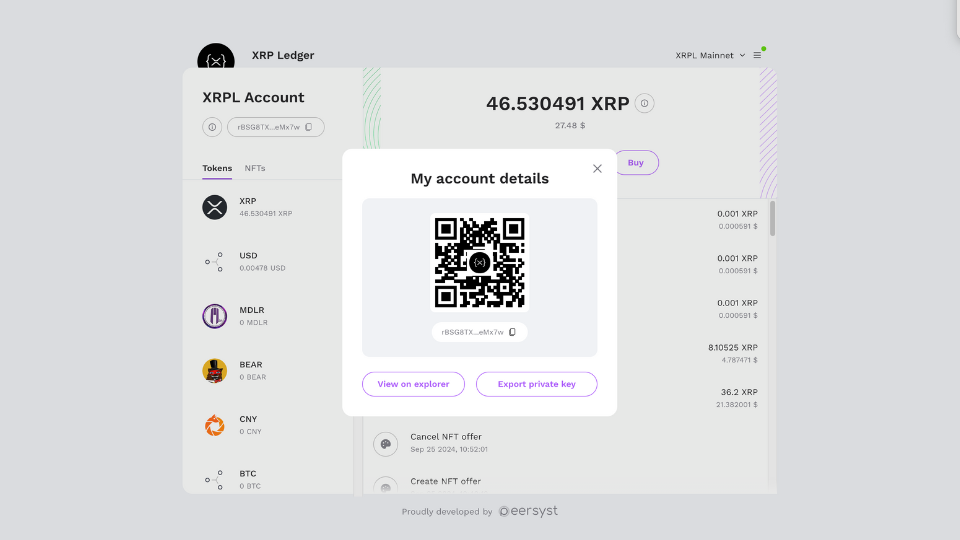 XRP Ledger
XRPL Mainnet
XRPL Account
rBSG8TX...eMx7w
Tokens NFTs
XRP
46.530491 XRP
USD
0.00478 USD
MDLR
0 MDLR
BEAR
0 BEAR
CNY
0 CNY
BTC
0 BTC
46.530491 XRP
27.48 $
Buy
0.001 XRP
0.000591 $
0.001 XRP
0.000591 $
0.001 XRP
0.000591 $
8.10525 XRP
4.787471 $
36.2 XRP
21.382001 $
Cancel NFT offer
Sep 25 2024, 10:52:01
Create NFT offer
My account details
rBSG8TX...eMx7w
View on explorer
Export private key
Proudly developed by peersyst